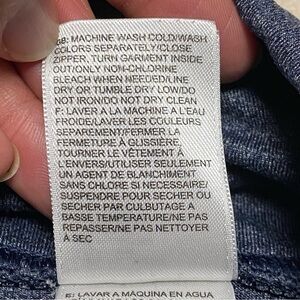 GB: MACHINE WASH COLD/WASH
COLORS SEPARATELY/CLOSE
ZIPPER, TURN GARMENT INSIDE
OUT/ONLY NON-CHLORINE
BLEACH WHEN NEEDED/LINE
DRY OR TUMBLE DRY LOW/DO
NOT IRON/DO NOT DRY CLEAN
F: LAVER A LA MACHINE A L'EAU
FROIDE/LAVER LES COULEURS
SEPAREMENT/FERMER LA
FERMETURE À GLISSIÈRE,
TOURNER LE VÊTEMENT À
L'ENVERS/UTILISER SEULEMENT
UN AGENT DE BLANCHIMENT
SANS CHLORE SI NECESSAIRE/
SUSPENDRE POUR SECHER OU
SECHER PAR CULBUTAGE A
BASSE TEMPERATURE/NE PAS
REPASSER/NE PAS NETTOYER
À SEC
E: LAVAR A MÁQUINA EN AGUA